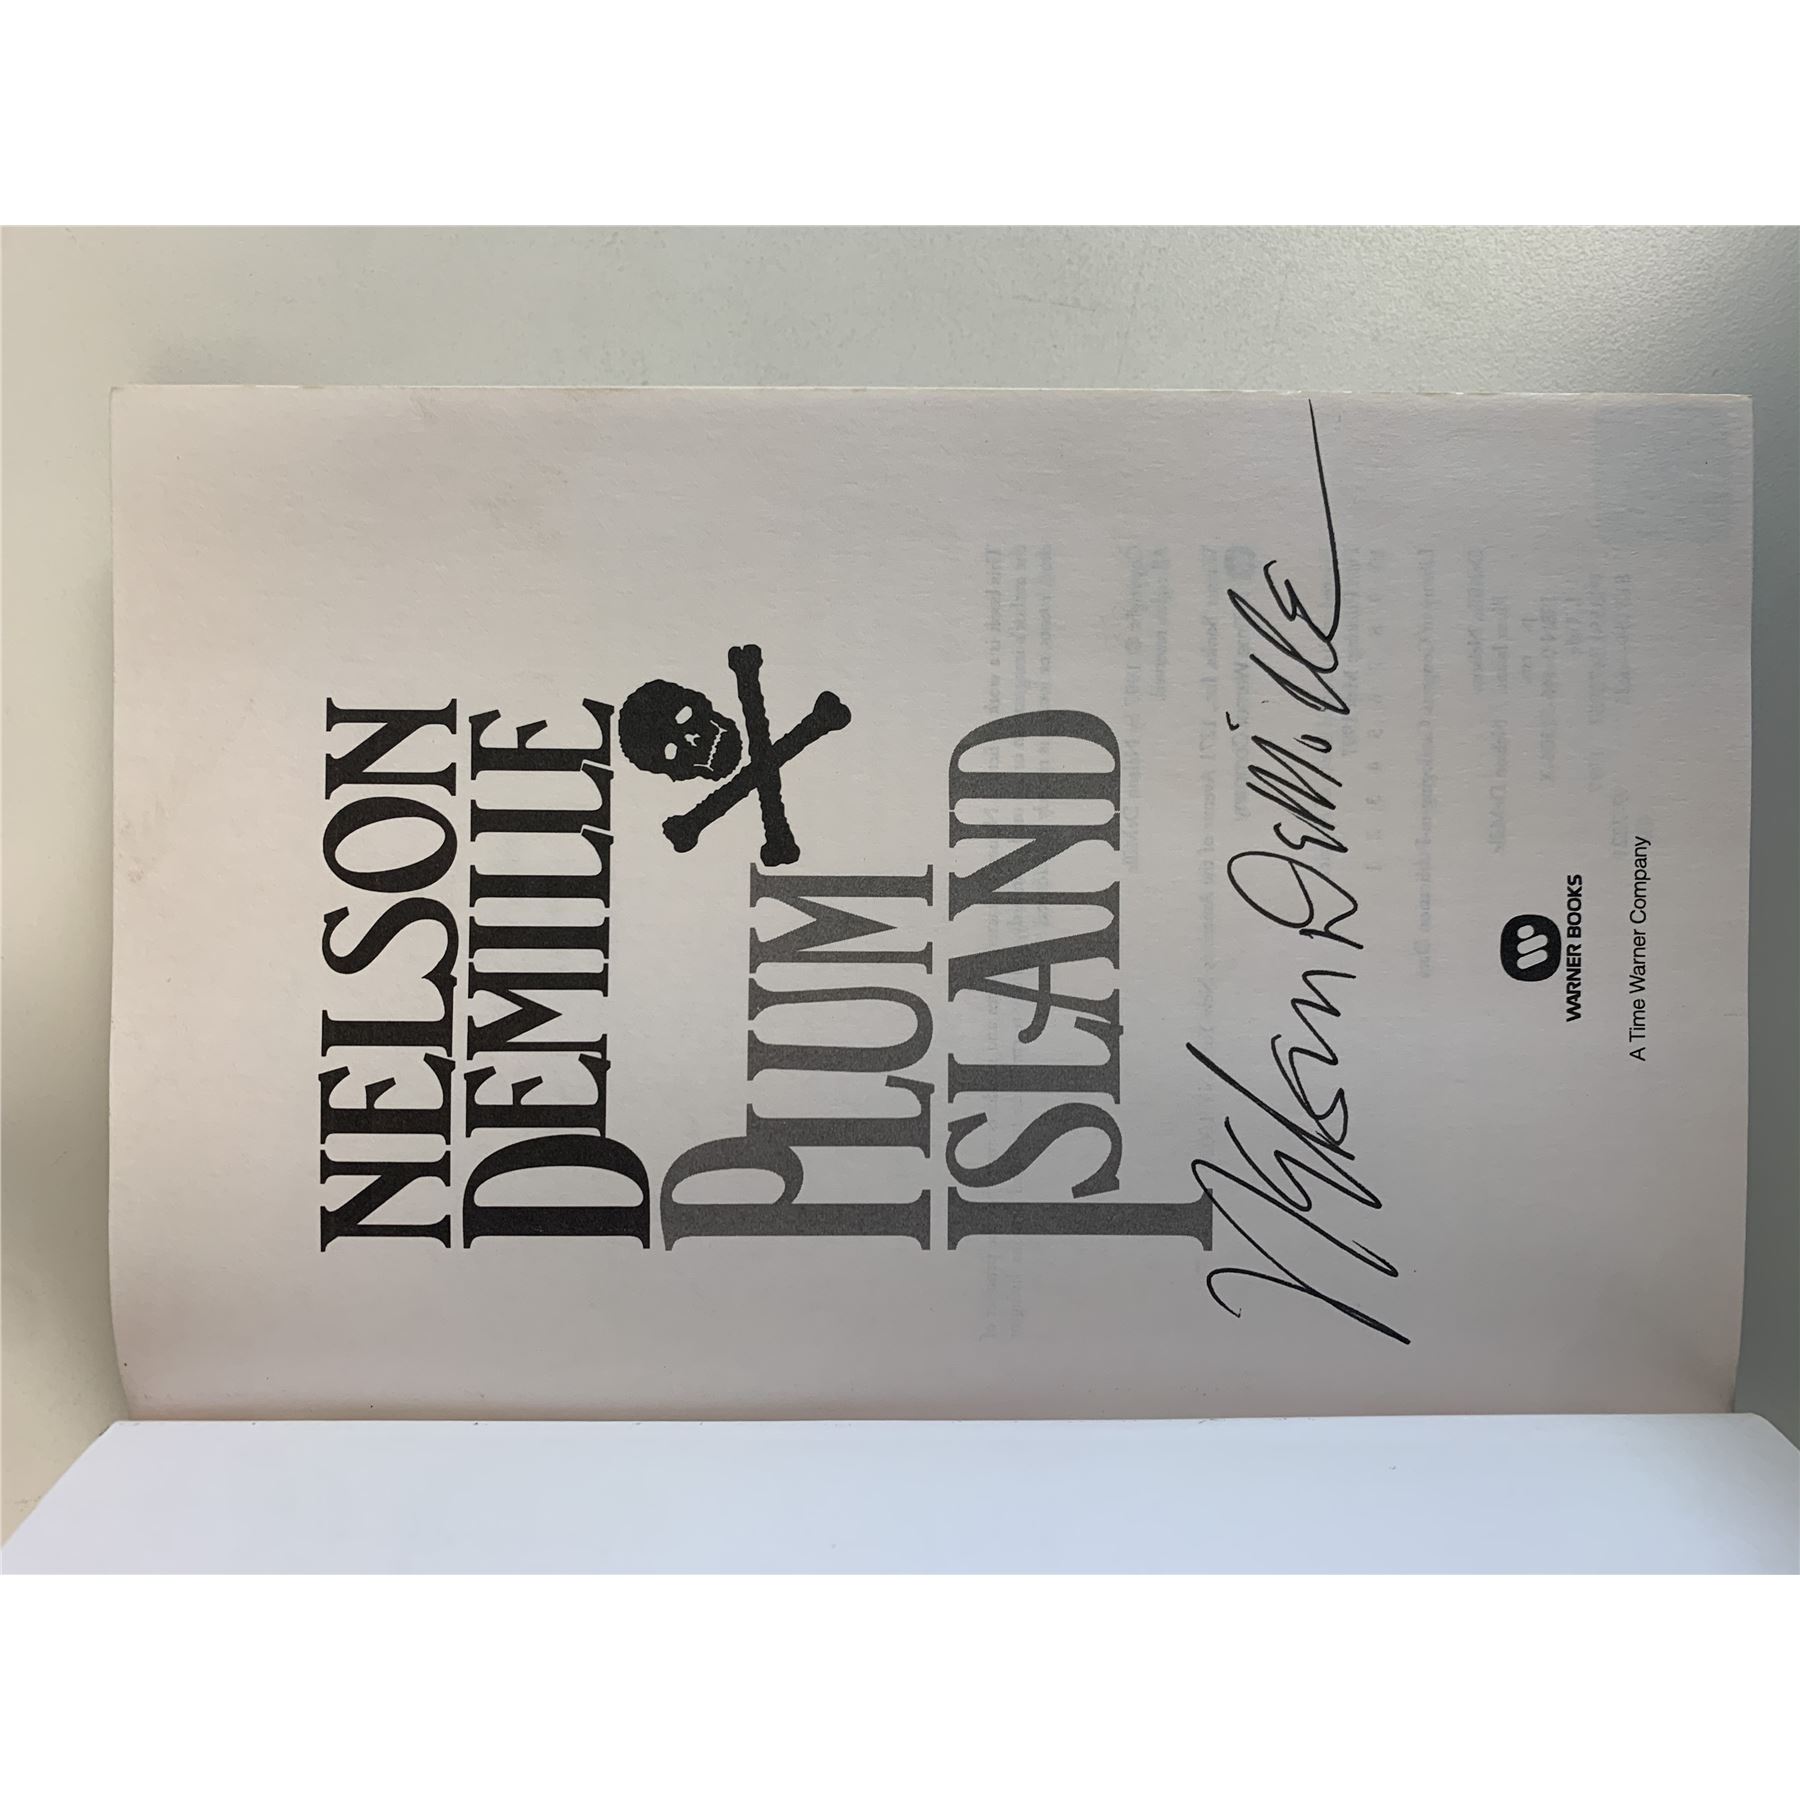 NELSON
DEMILLE
PLUM
ISLAND
Nelson DeMille
WARNER BOOKS
A Time Warner Company